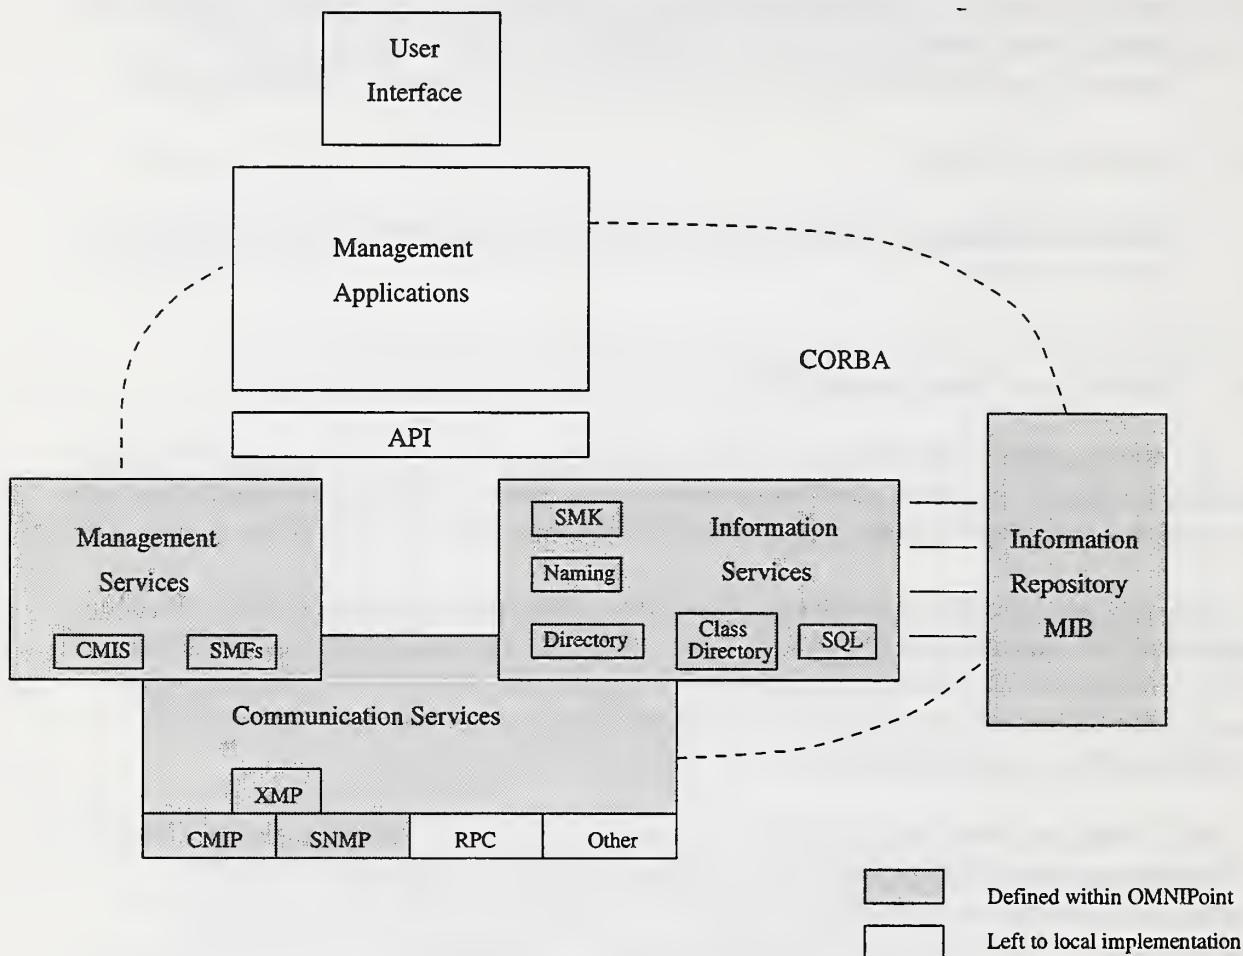 User
Interface
Management
Applications
CORBA
API
Management
Services
CMIS
SMFs
SMK
Naming
Directory
Information
Services
Class
Directory
SQL
Information
Repository
MIB
Communication Services
XMP
CMIP
SNMP
RPC
Other
Defined within OMNIPoint
Left to local implementation